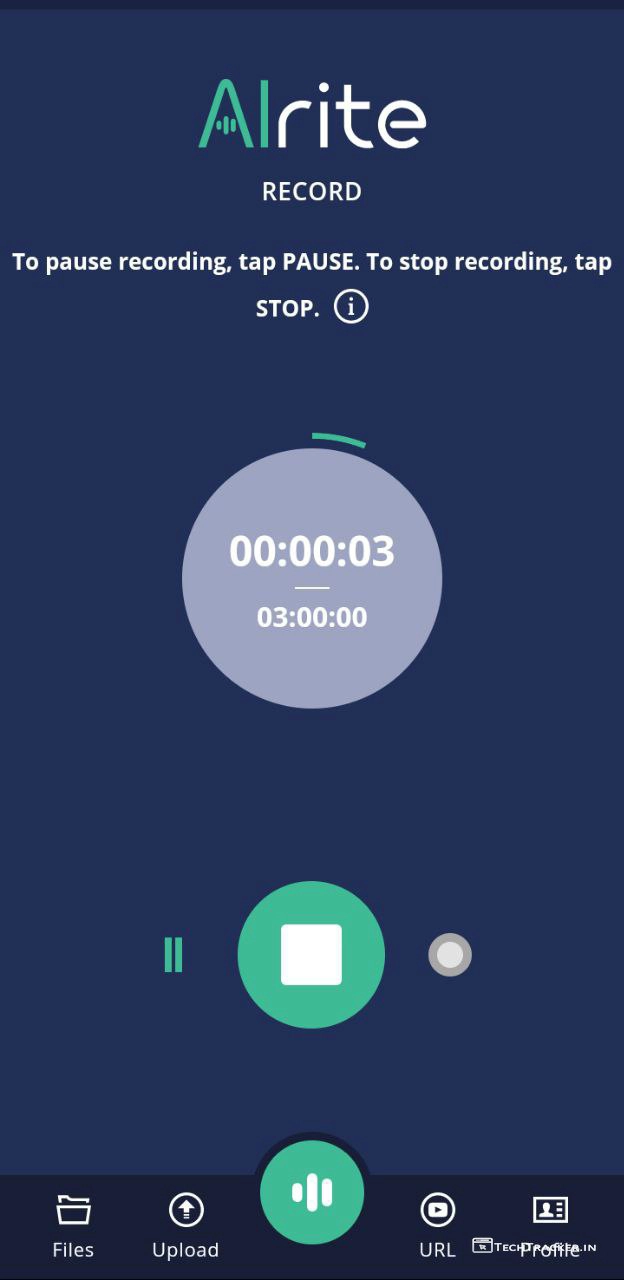 AIrite
RECORD
To pause recording, tap PAUSE. To stop recording, tap
STOP. i
00:00:03
03:00:00
Files Upload URL Profile
TechTracker.in